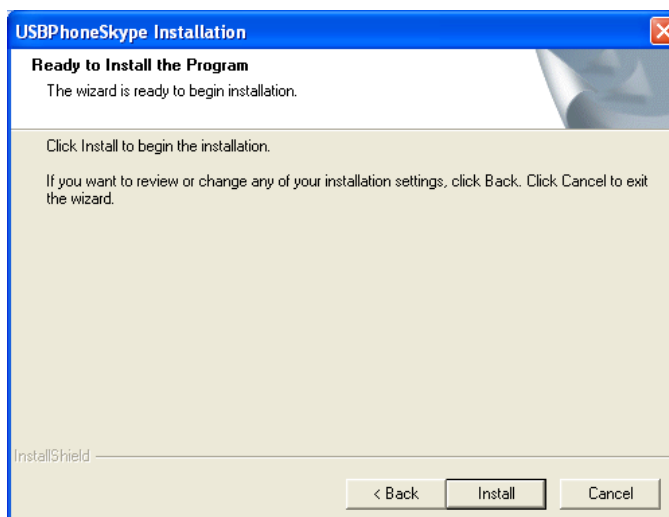 USBPhoneSkype Installation
Ready to Install the Program
The wizard is ready to begin installation.
Click Install to begin the installation.
If you want to review or change any of your installation settings, click Back. Click Cancel to exit
the wizard.
InstallShield
< Back Install Cancel